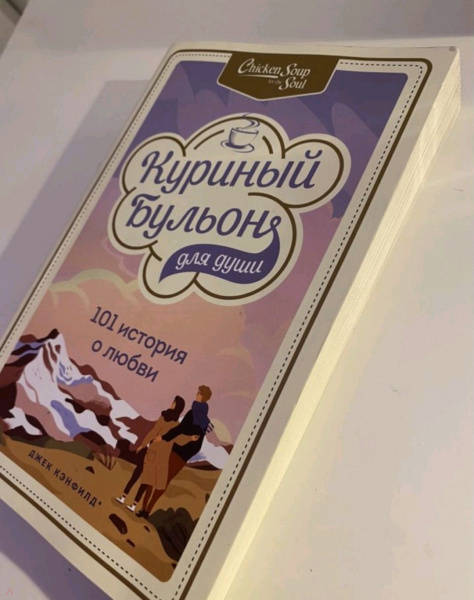 Chicken Soup
for the
Soul
Куриный
Бульон
для души
101 история
о любви
ДЖЕК КЭНФИЛД*